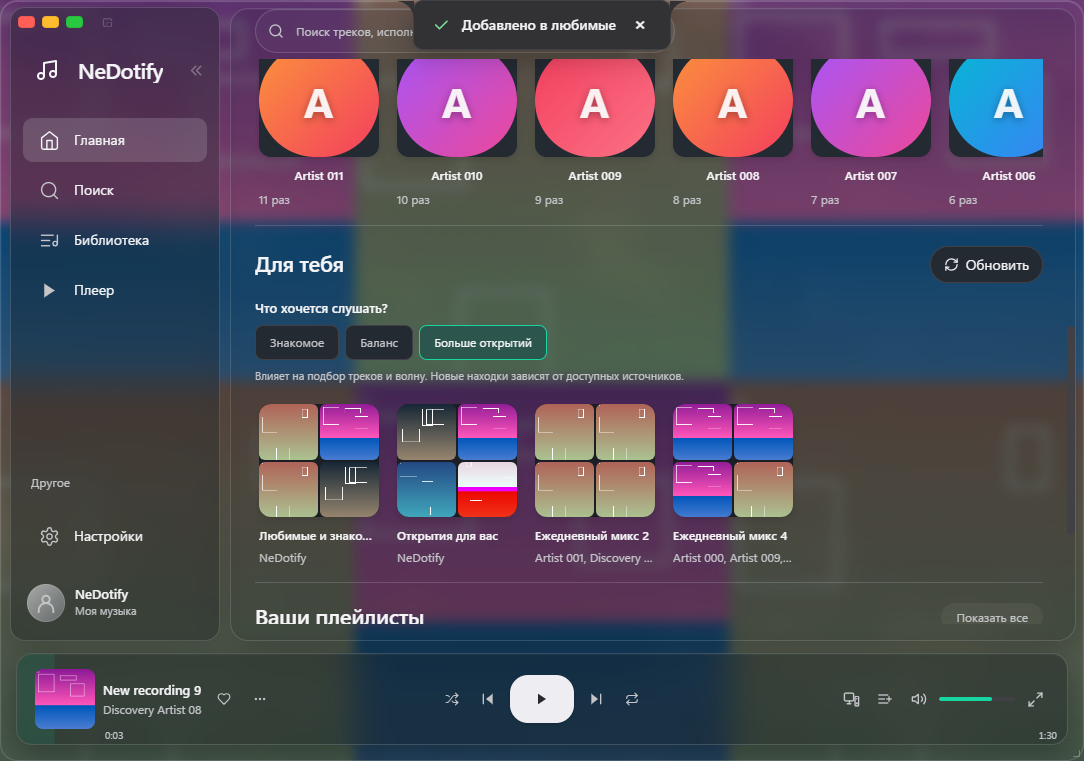 Добавлено в любимые
Поиск треков, исполн
NeDotify
Главная
Поиск
Библиотека
Плеер
Другое
Настройки
NeDotify
Моя музыка
A A A A A A
Artist 011 Artist 010 Artist 009 Artist 008 Artist 007 Artist 006
11 раз 10 раз 9 раз 8 раз 7 раз 6 раз
Для тебя
Обновить
Что хочется слушать?
Знакомое Баланс Больше открытий
Влияет на подбор треков и волну. Новые находки зависят от доступных источников.
Любимые и знако... Открытия для вас Ежедневный микс 2 Ежедневный микс 4
NeDotify NeDotify Artist 001, Discovery ... Artist 000, Artist 009,...
Ваши плейлисты
Показать все
New recording 9
Discovery Artist 08
0:03
1:30